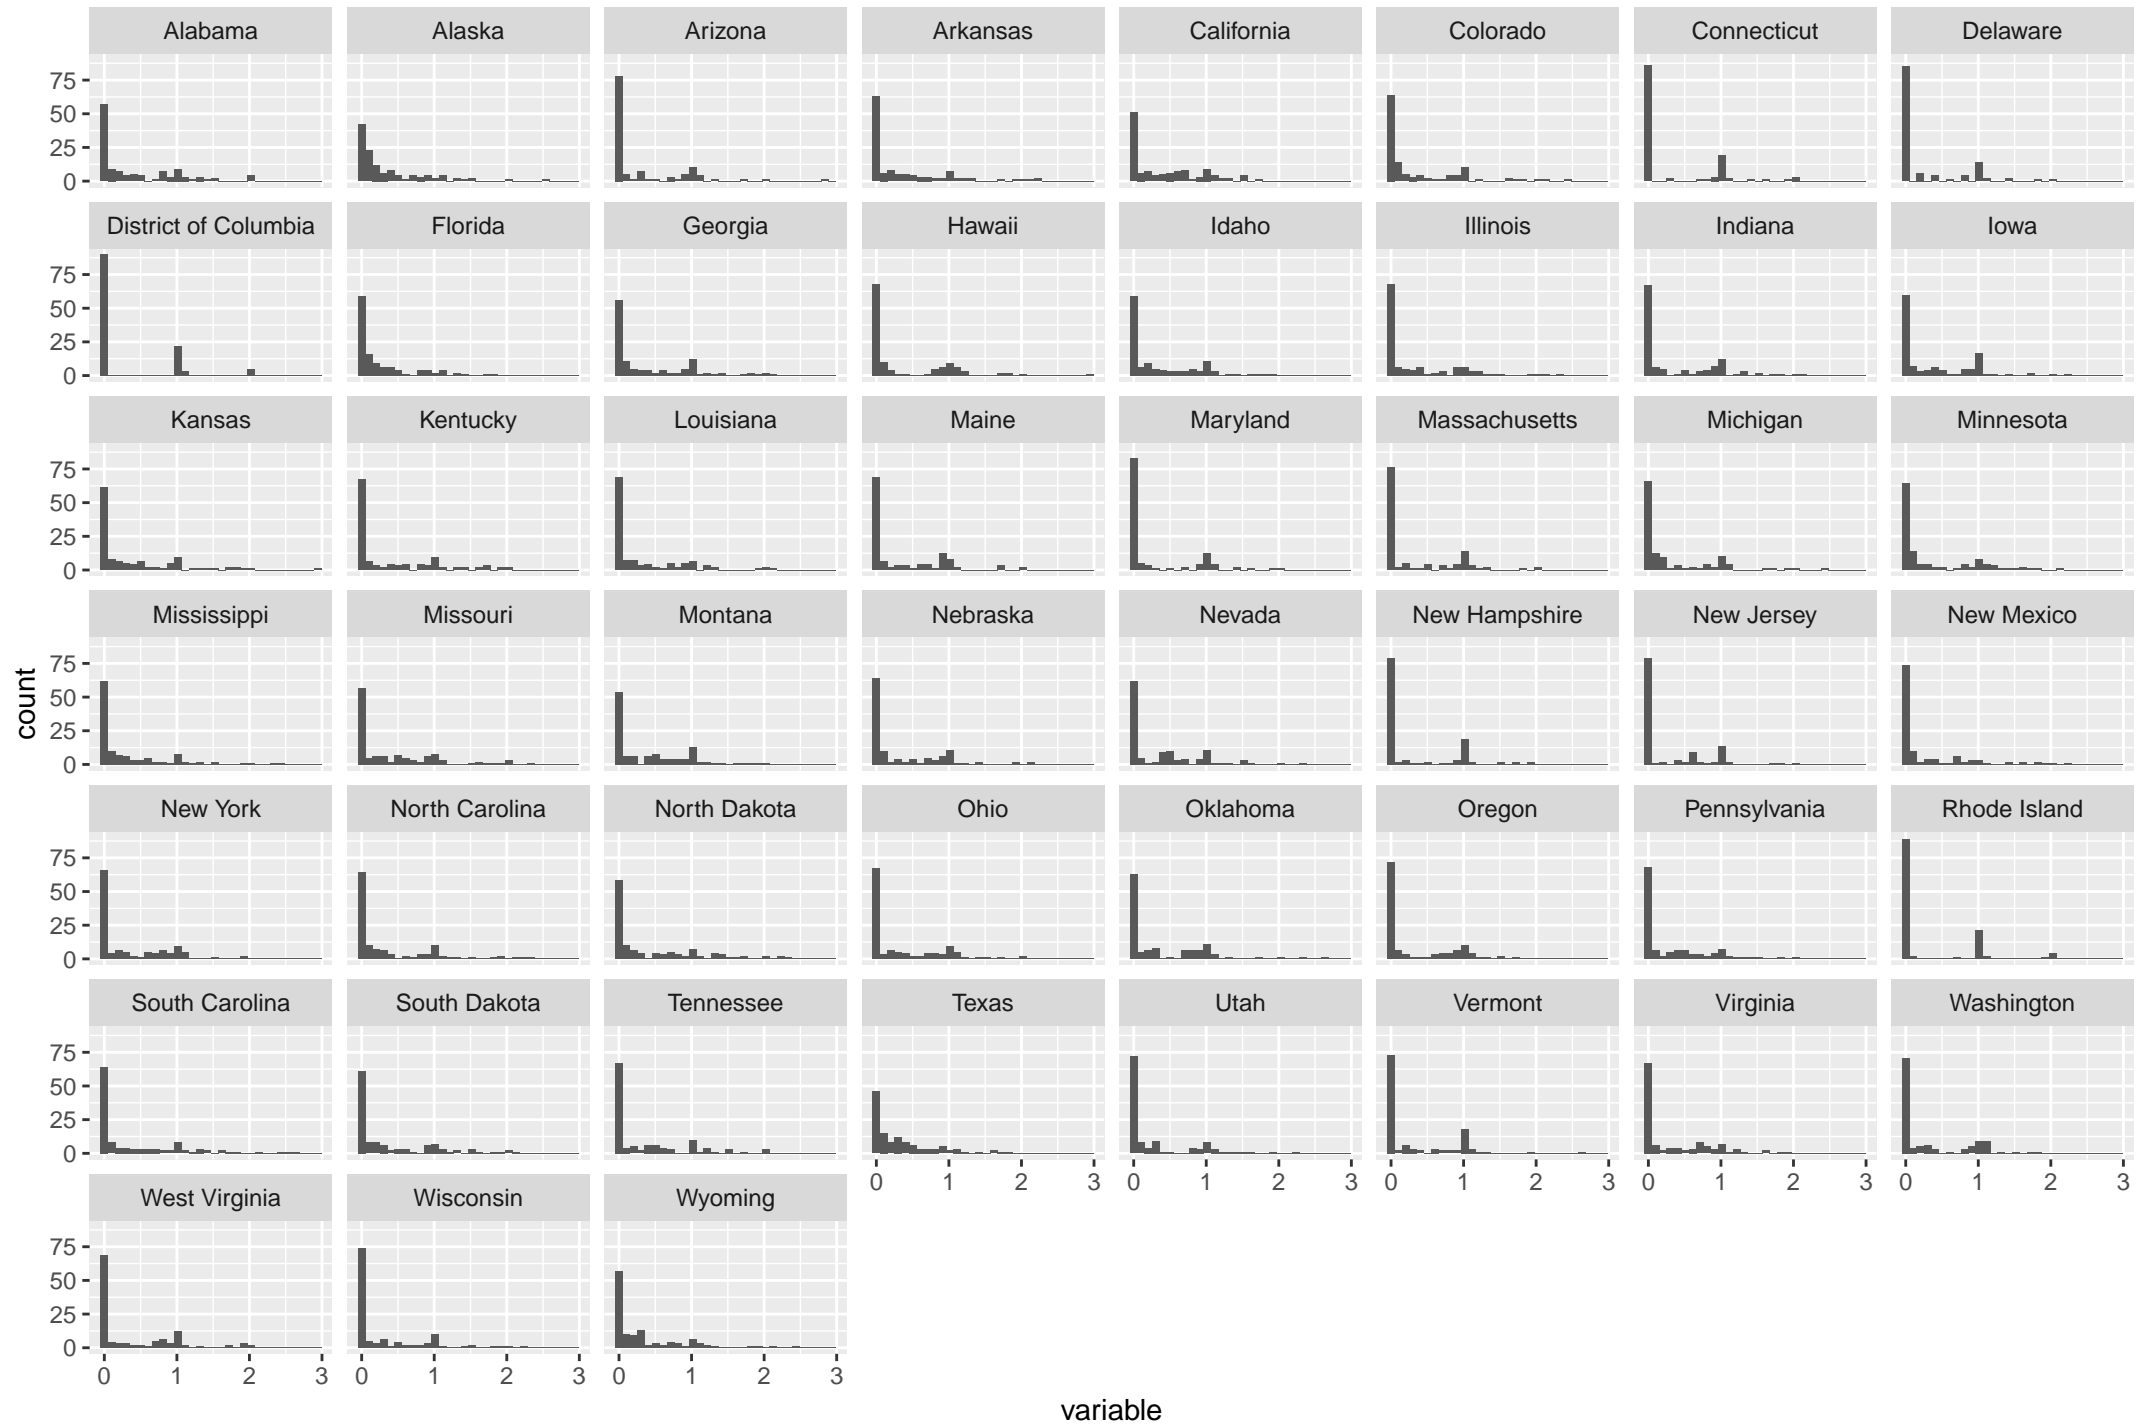 Alabama Alaska Arizona Arkansas California Colorado Connecticut Delaware
75
50
25
0
District of Columbia Florida Georgia Hawaii Idaho Illinois Indiana Iowa
75
50
25
0
Kansas Kentucky Louisiana Maine Maryland Massachusetts Michigan Minnesota
75
50
25
0
Mississippi Missouri Montana Nebraska Nevada New Hampshire New Jersey New Mexico
75
50
25
0
count
New York North Carolina North Dakota Ohio Oklahoma Oregon Pennsylvania Rhode Island
75
50
25
0
South Carolina South Dakota Tennessee Texas Utah Vermont Virginia Washington
75
50
25
0
0 1 2 3 0 1 2 3 0 1 2 3 0 1 2 3 0 1 2 3
West Virginia Wisconsin Wyoming
75
50
25
0
0 1 2 3 0 1 2 3 0 1 2 3
variable